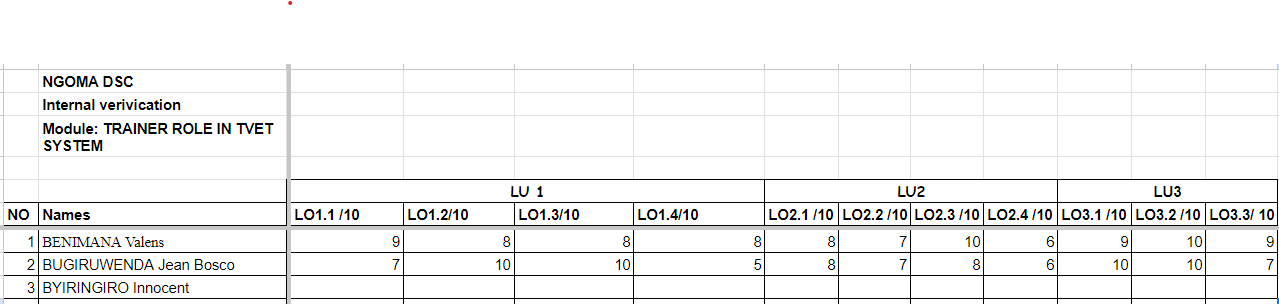 NGOMA DSC
Internal verivication
Module: TRAINER ROLE IN TVET
SYSTEM
LU 1 LU2 LU3
NO Names LO1.1 /10 LO1.2/10 LO1.3/10 LO1.4/10 LO2.1 /10 LO2.2 /10 LO2.3 /10 LO2.4 /10 LO3.1 /10 LO3.2 /10 LO3.3/ 10
1 BENIMANA Valens 9 8 8 8 8 7 10 6 9 10 9
2 BUGIRUWENDA Jean Bosco 7 10 10 5 8 7 8 6 10 10 7
3 BYIRINGIRO Innocent